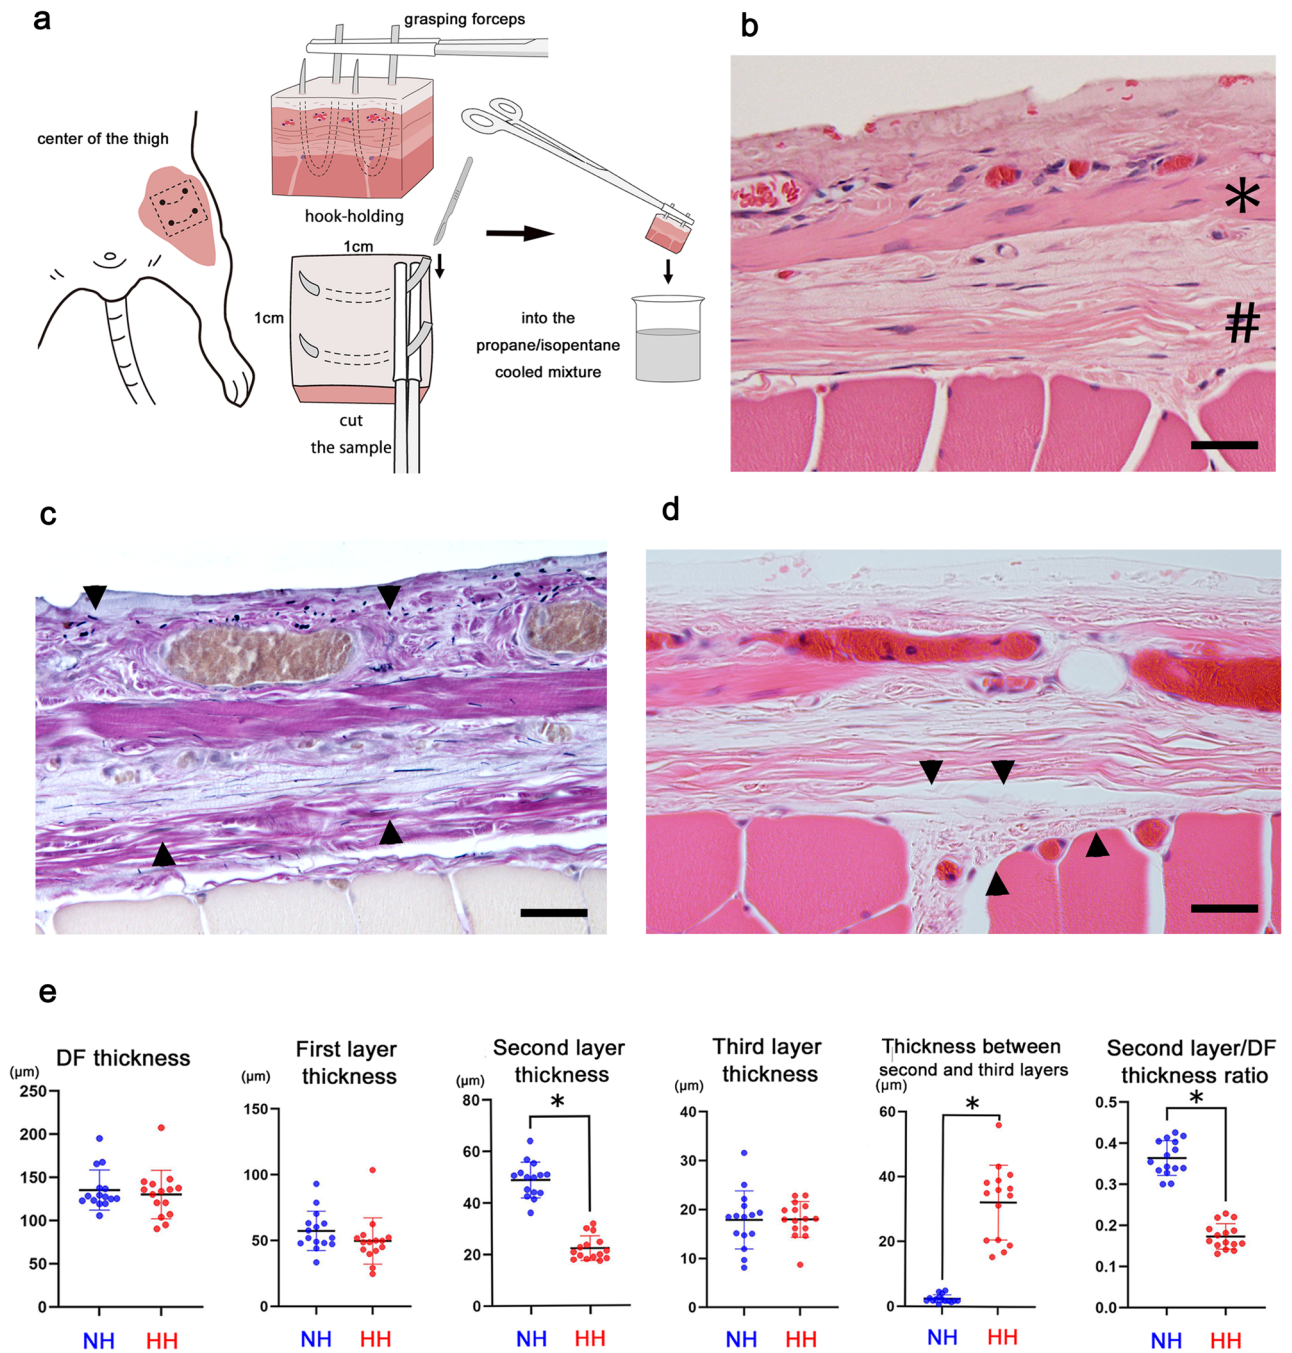 a
grasping forceps
center of the thigh
hook-holding
1cm
1cm
cut
the sample
into the
propane/isopentane
cooled mixture
b
*
#
c
d
e
DF thickness
(μm)
250
200
150
100
50
0
NH
HH
First layer
thickness
(μm)
150
100
50
0
NH
HH
Second layer
thickness
(μm)
80
60
40
20
0
*
NH
HH
Third layer
thickness
(μm)
40
30
20
10
0
NH
HH
Thickness between
second and third layers
(μm)
60
40
20
0
*
NH
HH
Second layer/DF
thickness ratio
0.5
0.4
0.3
0.2
0.1
0.0
*
NH
HH